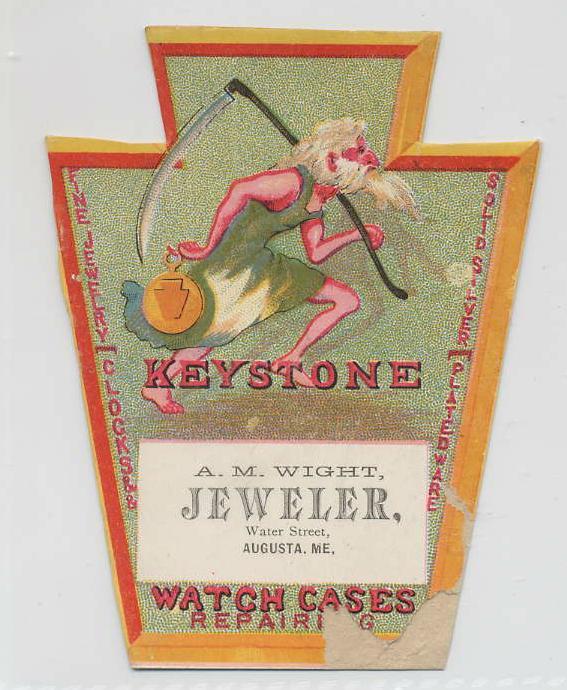 FINE JEWELRY
CLOCKS &
SOLID SILVER
PLATEDWARE
KEYSTONE
A. M. WIGHT,
JEWELER,
Water Street,
AUGUSTA. ME,
WATCH CASES